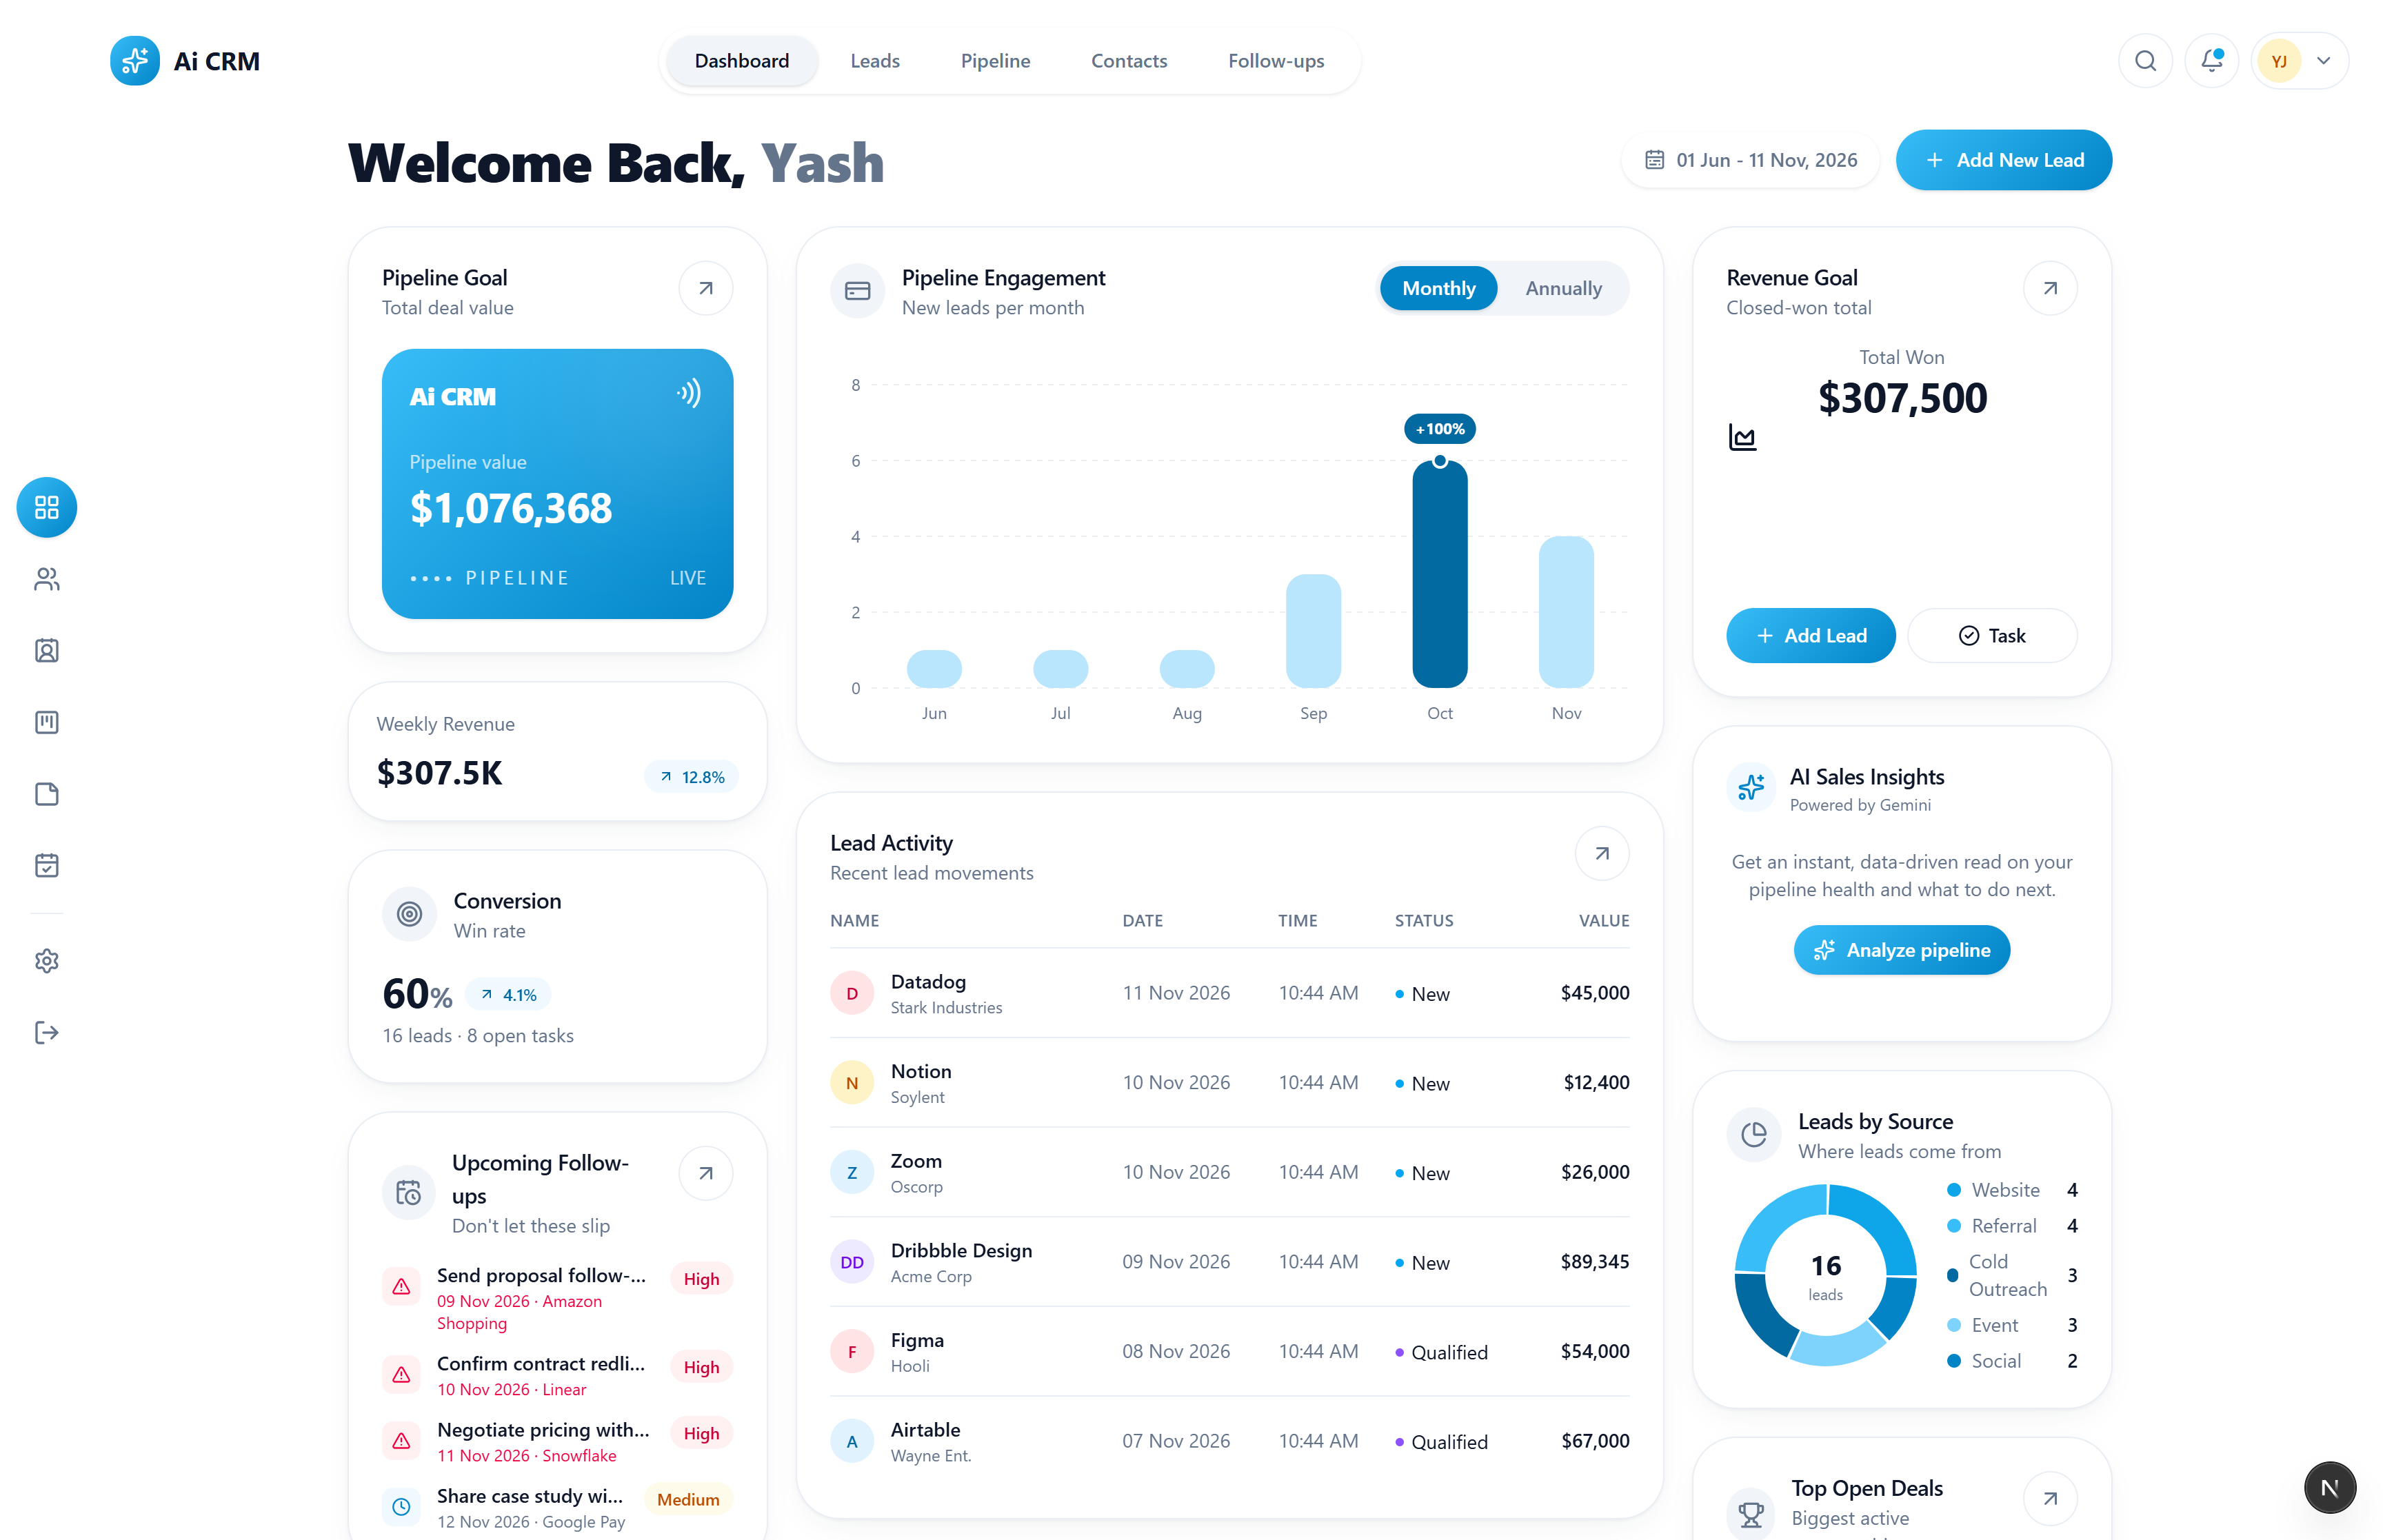 Ai CRM
Dashboard
Leads
Pipeline
Contacts
Follow-ups
YJ
Welcome Back, Yash
01 Jun - 11 Nov, 2026
Add New Lead
Pipeline Goal
Total deal value
Ai CRM
Pipeline value
$1,076,368
•••• PIPELINE
LIVE
Weekly Revenue
$307.5K
12.8%
Conversion
Win rate
60%
4.1%
16 leads · 8 open tasks
Upcoming Follow-
ups
Don't let these slip
Send proposal follow-...
High
09 Nov 2026 · Amazon
Shopping
Confirm contract redli...
High
10 Nov 2026 · Linear
Negotiate pricing with...
High
11 Nov 2026 · Snowflake
Share case study wi...
Medium
12 Nov 2026 · Google Pay
Pipeline Engagement
New leads per month
Monthly
Annually
8
6
4
2
0
+100%
Jun
Jul
Aug
Sep
Oct
Nov
Lead Activity
Recent lead movements
NAME DATE TIME STATUS VALUE
D Datadog 11 Nov 2026 10:44 AM New $45,000
Stark Industries
N Notion 10 Nov 2026 10:44 AM New $12,400
Soylent
Z Zoom 10 Nov 2026 10:44 AM New $26,000
Oscorp
DD Dribbble Design 09 Nov 2026 10:44 AM New $89,345
Acme Corp
F Figma 08 Nov 2026 10:44 AM Qualified $54,000
Hooli
A Airtable 07 Nov 2026 10:44 AM Qualified $67,000
Wayne Ent.
Revenue Goal
Closed-won total
Total Won
$307,500
Add Lead
Task
AI Sales Insights
Powered by Gemini
Get an instant, data-driven read on your
pipeline health and what to do next.
Analyze pipeline
Leads by Source
Where leads come from
16
leads
Website 4
Referral 4
Cold
Outreach 3
Event 3
Social 2
Top Open Deals
Biggest active
N